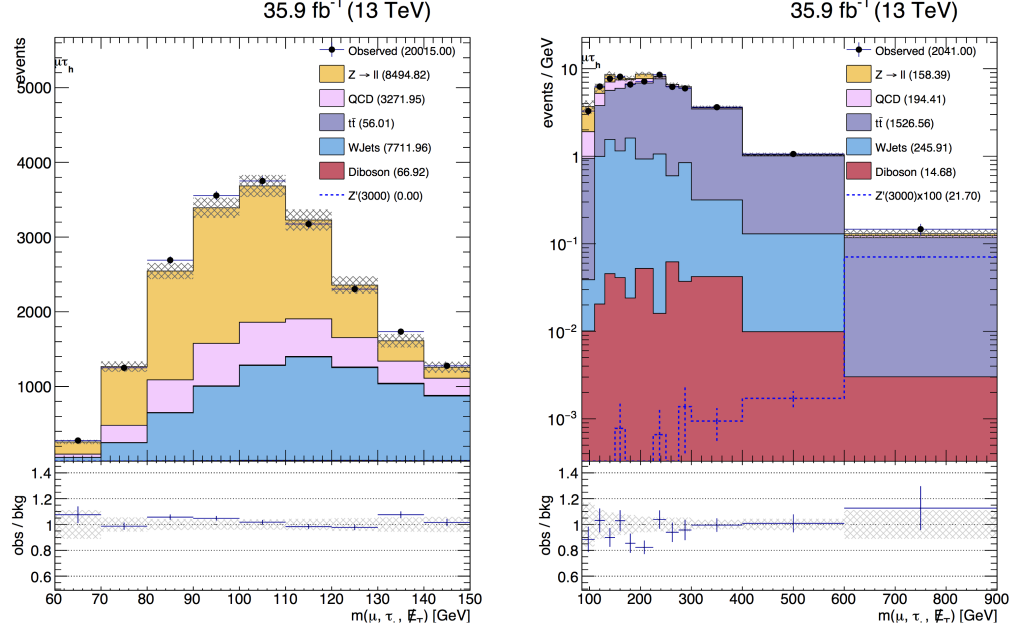 35.9 fb⁻¹ (13 TeV)
events
μτh
Observed (20015.00)
Z → ll (8494.82)
QCD (3271.95)
tt̄ (56.01)
WJets (7711.96)
Diboson (66.92)
Z'(3000) (0.00)
5000
4000
3000
2000
1000
obs / bkg
1.4
1.2
1
0.8
0.6
60 70 80 90 100 110 120 130 140 150
m(μ, τ, E̸T) [GeV]
35.9 fb⁻¹ (13 TeV)
events / GeV
μτh
Observed (2041.00)
Z → ll (158.39)
QCD (194.41)
tt̄ (1526.56)
WJets (245.91)
Diboson (14.68)
Z'(3000)x100 (21.70)
10
1
10⁻¹
10⁻²
10⁻³
obs / bkg
1.4
1.2
1
0.8
0.6
100 200 300 400 500 600 700 800 900
m(μ, τ, E̸T) [GeV]